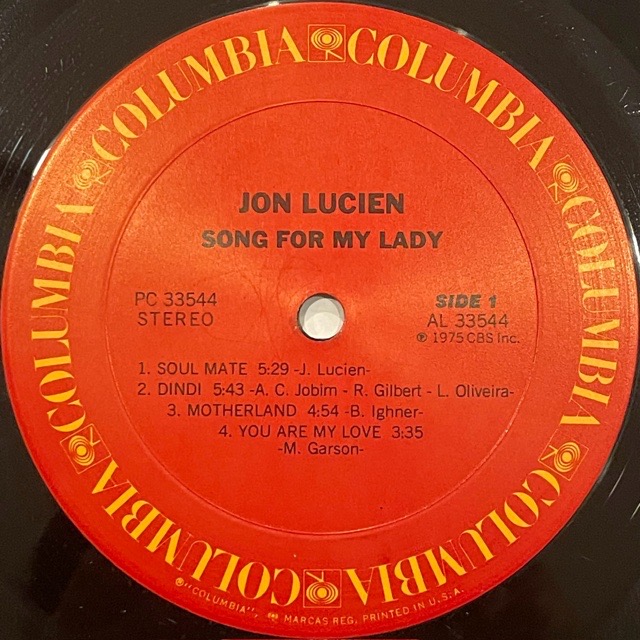 COLUMBIA COLUMBIA COLUMBIA COLUMBIA COLUMBIA COLUMBIA COLUMBIA COLUMBIA
JON LUCIEN
SONG FOR MY LADY
PC 33544
STEREO
SIDE 1
AL 33544
℗ 1975 CBS Inc.
1. SOUL MATE 5:29 -J. Lucien-
2. DINDI 5:43 -A. C. Jobim - R. Gilbert - L. Oliveira-
3. MOTHERLAND 4:54 -B. Ighner-
4. YOU ARE MY LOVE 3:35
-M. Garson-
®"COLUMBIA", MARCAS REG. PRINTED IN U.S.A.